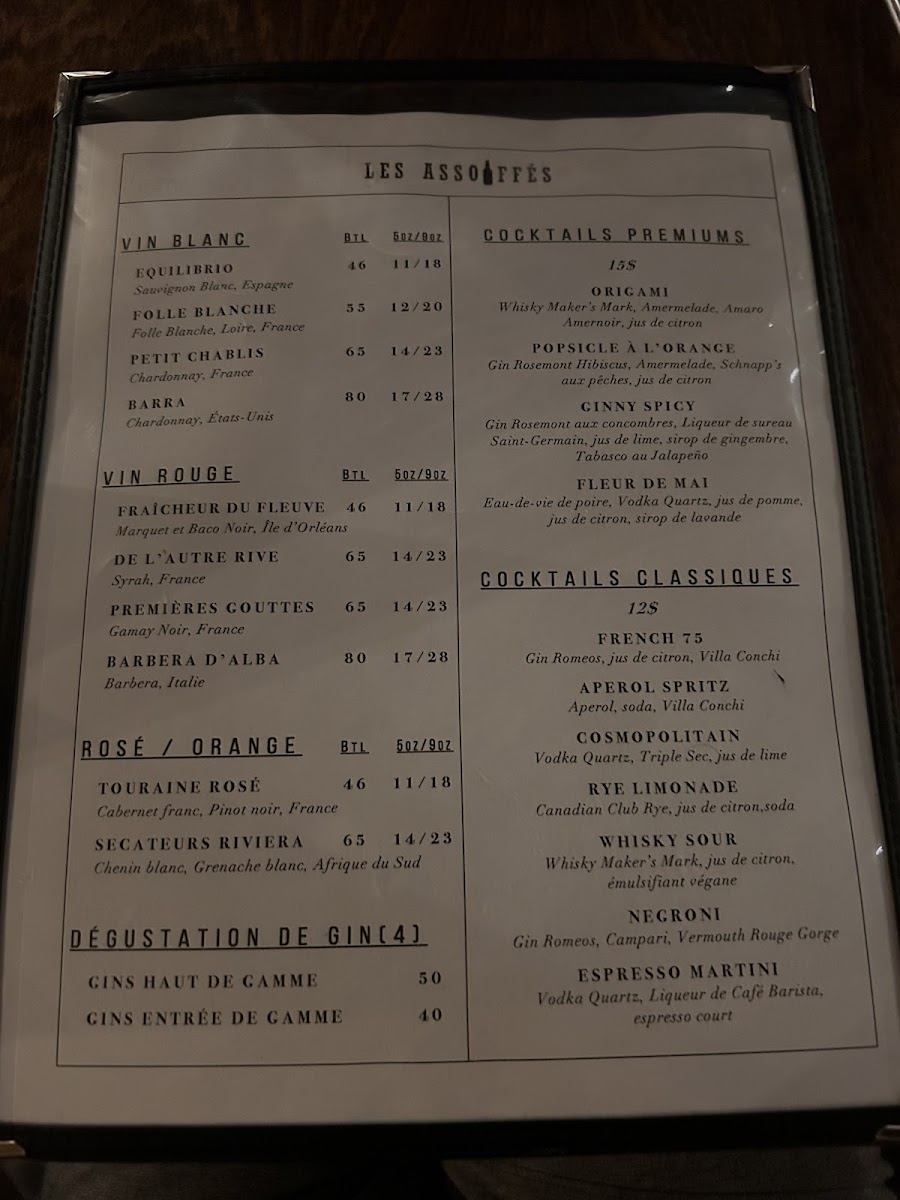 LES ASSOIFFÉS
VIN BLANC BTL 5OZ/9OZ
EQUILIBRIO 46 11/18
Sauvignon Blanc, Espagne
FOLLE BLANCHE 55 12/20
Folle Blanche, Loire, France
PETIT CHABLIS 65 14/23
Chardonnay, France
BARRA 80 17/28
Chardonnay, États-Unis
VIN ROUGE BTL 5OZ/9OZ
FRAÎCHEUR DU FLEUVE 46 11/18
Marquet et Baco Noir, Île d'Orléans
DE L'AUTRE RIVE 65 14/23
Syrah, France
PREMIÈRES GOUTTES 65 14/23
Gamay Noir, France
BARBERA D'ALBA 80 17/28
Barbera, Italie
ROSÉ / ORANGE BTL 5OZ/9OZ
TOURAINE ROSÉ 46 11/18
Cabernet franc, Pinot noir, France
SECATEURS RIVIERA 65 14/23
Chenin blanc, Grenache blanc, Afrique du Sud
DÉGUSTATION DE GIN(4)
GINS HAUT DE GAMME 50
GINS ENTRÉE DE GAMME 40
COCKTAILS PREMIUMS
15$
ORIGAMI
Whisky Maker's Mark, Amermelade, Amaro
Amernoir, jus de citron
POPSICLE À L'ORANGE
Gin Rosemont Hibiscus, Amermelade, Schnapp's
aux pêches, jus de citron
GINNY SPICY
Gin Rosemont aux concombres, Liqueur de sureau
Saint-Germain, jus de lime, sirop de gingembre,
Tabasco au Jalapeño
FLEUR DE MAI
Eau-de-vie de poire, Vodka Quartz, jus de pomme,
jus de citron, sirop de lavande
COCKTAILS CLASSIQUES
12$
FRENCH 75
Gin Romeos, jus de citron, Villa Conchi
APEROL SPRITZ
Aperol, soda, Villa Conchi
COSMOPOLITAIN
Vodka Quartz, Triple Sec, jus de lime
RYE LIMONADE
Canadian Club Rye, jus de citron,soda
WHISKY SOUR
Whisky Maker's Mark, jus de citron,
émulsifiant végane
NEGRONI
Gin Romeos, Campari, Vermouth Rouge Gorge
ESPRESSO MARTINI
Vodka Quartz, Liqueur de Café Barista,
espresso court